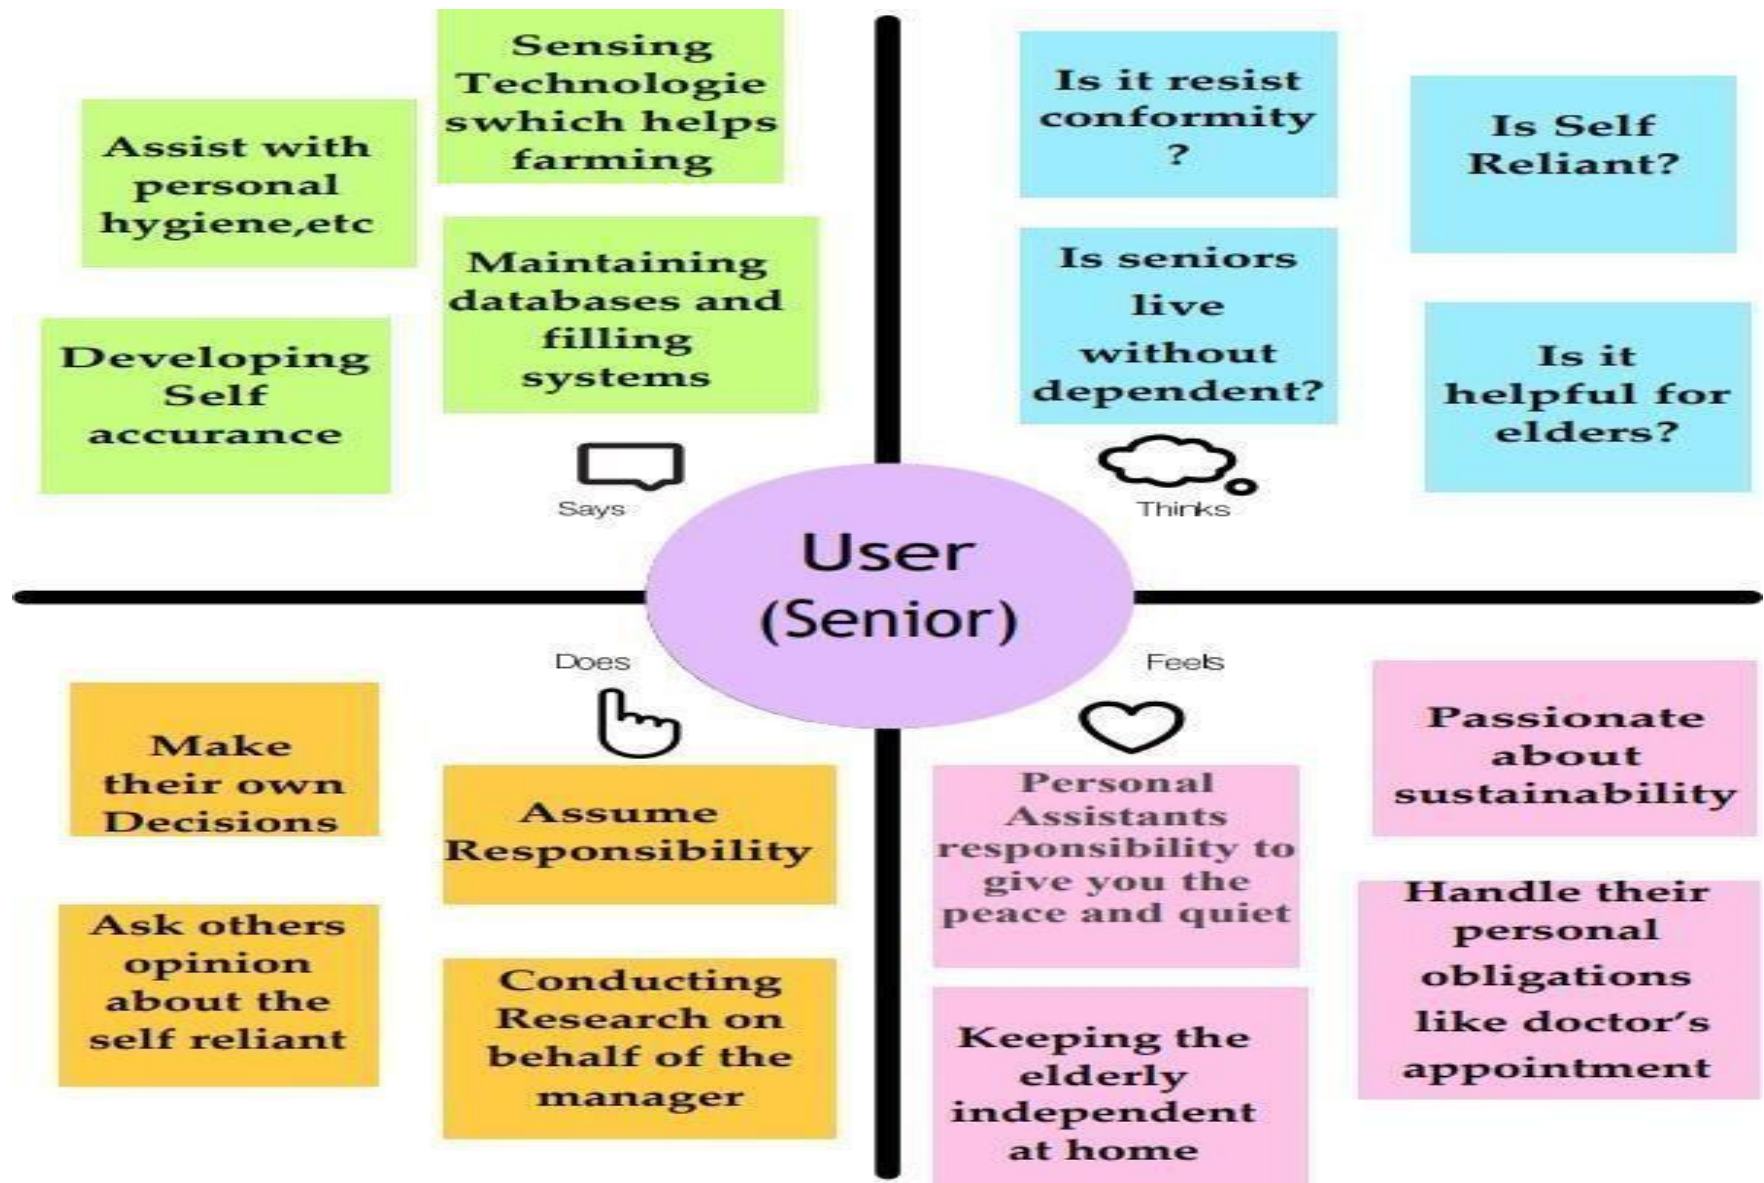 Sensing
Technologie
swhich helps
farming
Assist with
personal
hygiene,etc
Maintaining
databases and
filling
systems
Developing
Self
accurance
Says
Is it resist
conformity
?
Is Self
Reliant?
Is seniors
live
without
dependent?
Is it
helpful for
elders?
Thinks
User
(Senior)
Does
Make
their own
Decisions
Assume
Responsibility
Ask others
opinion
about the
self reliant
Conducting
Research on
behalf of the
manager
Feels
Passionate
about
sustainability
Personal
Assistants
responsibility to
give you the
peace and quiet
Handle their
personal
obligations
like doctor's
appointment
Keeping the
elderly
independent
at home